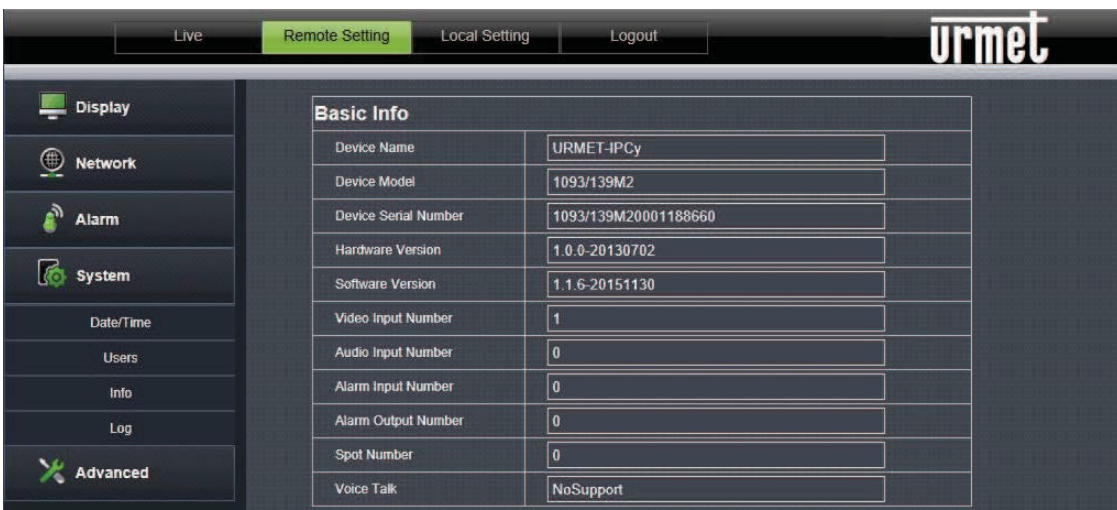 Live Remote Setting Local Setting Logout urmet
Display
Network
Alarm
System
Date/Time
Users
Info
Log
Advanced
Basic Info
Device Name URMET-IPCy
Device Model 1093/139M2
Device Serial Number 1093/139M20001188660
Hardware Version 1.0.0-20130702
Software Version 1.1.6-20151130
Video Input Number 1
Audio Input Number 0
Alarm Input Number 0
Alarm Output Number 0
Spot Number 0
Voice Talk NoSupport